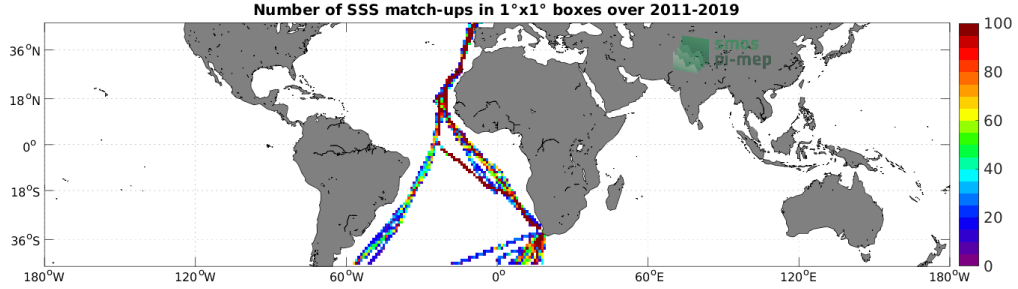 Number of SSS match-ups in 1°x1° boxes over 2011-2019
smos
pi-mep
36°N
18°N
0°
18°S
36°S
180°W
120°W
60°W
0°
60°E
120°E
180°W
100
80
60
40
20
0